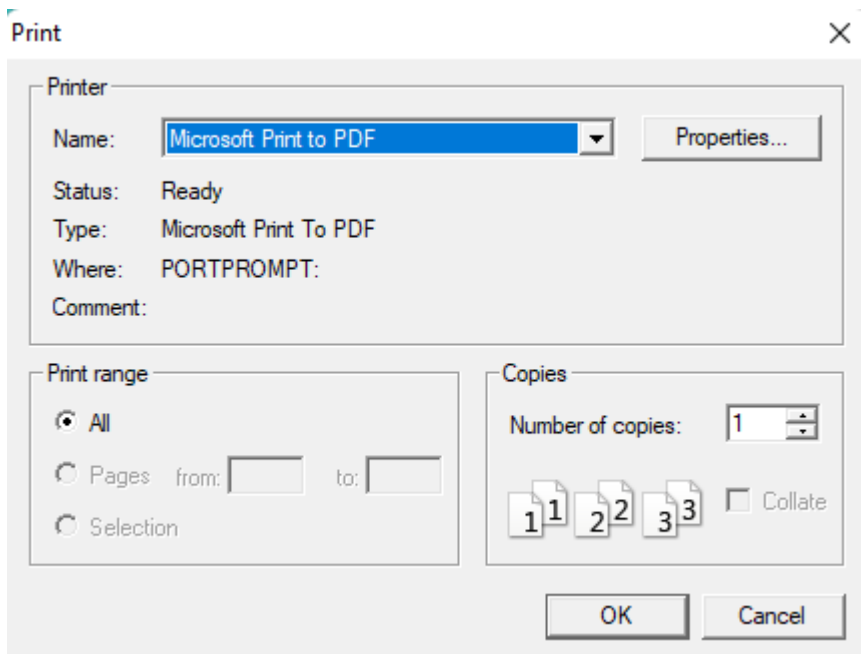 Print
Printer
Name: Microsoft Print to PDF Properties...
Status: Ready
Type: Microsoft Print To PDF
Where: PORTPROMPT:
Comment:
Print range
All
Pages from: to:
Selection
Copies
Number of copies: 1
1 1 2 2 3 3 Collate
OK Cancel